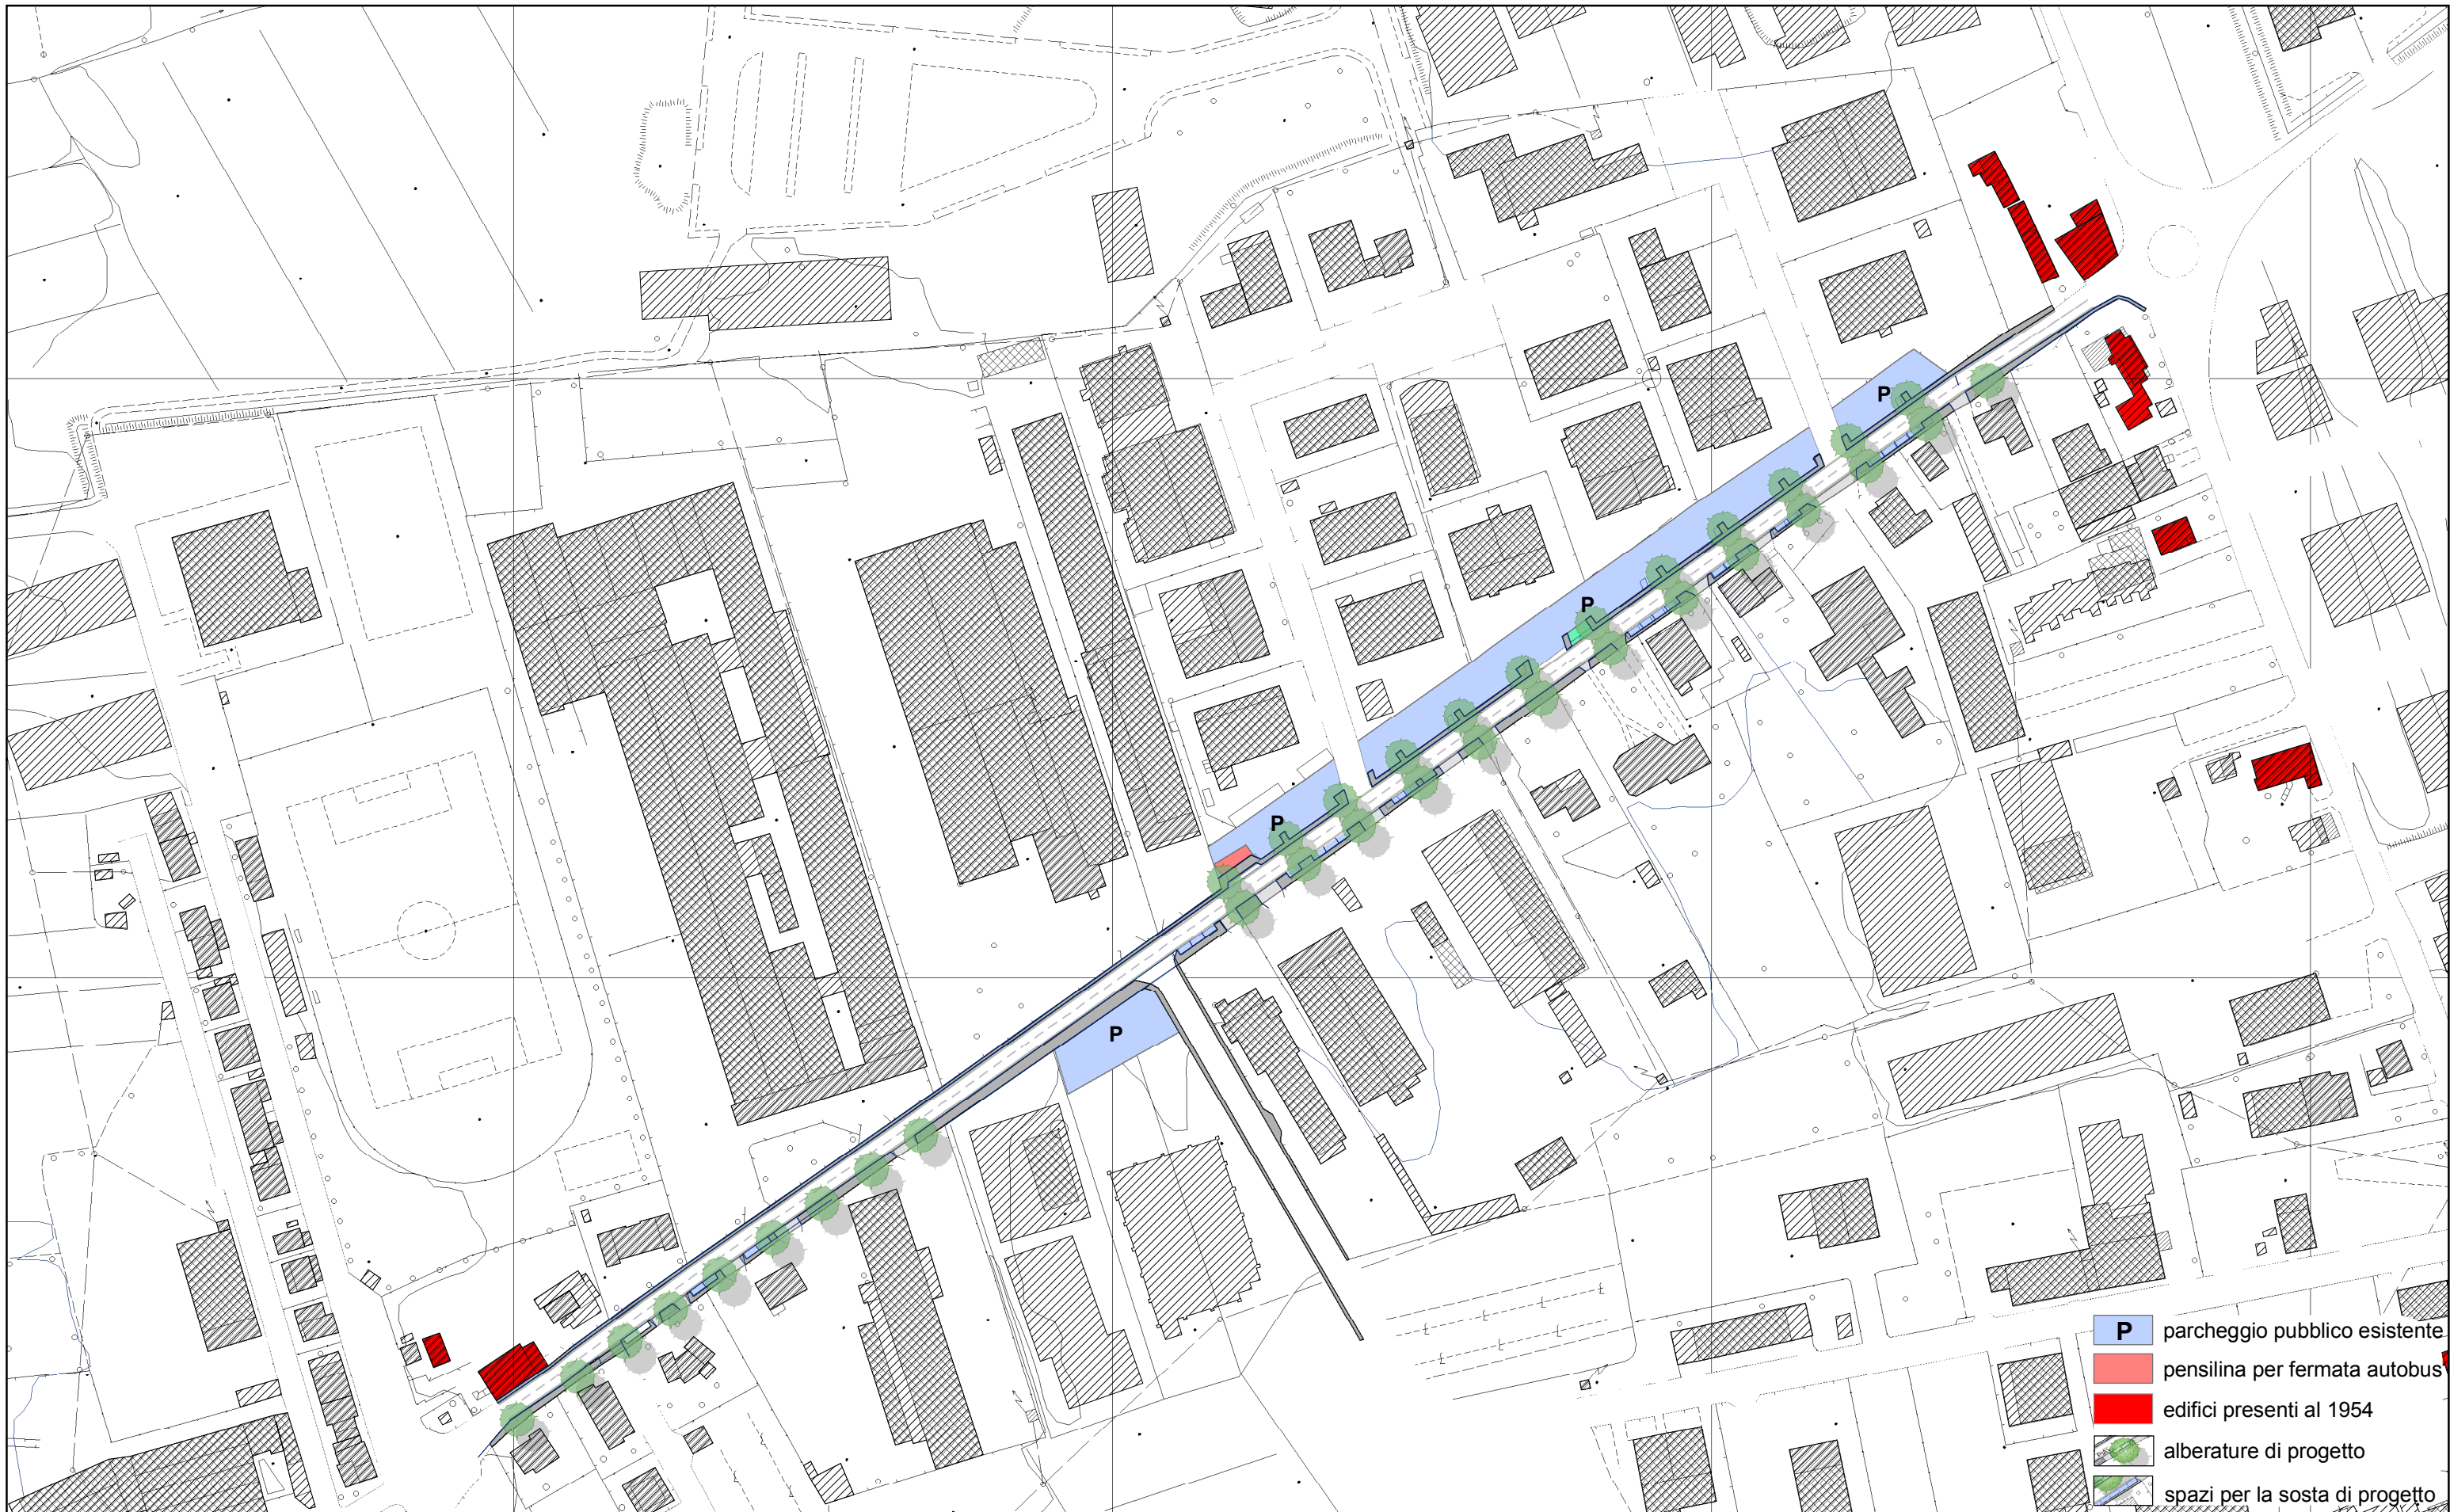 P
P
P
P
P parcheggio pubblico esistente
pensilina per fermata autobus
edifici presenti al 1954
alberature di progetto
spazi per la sosta di progetto